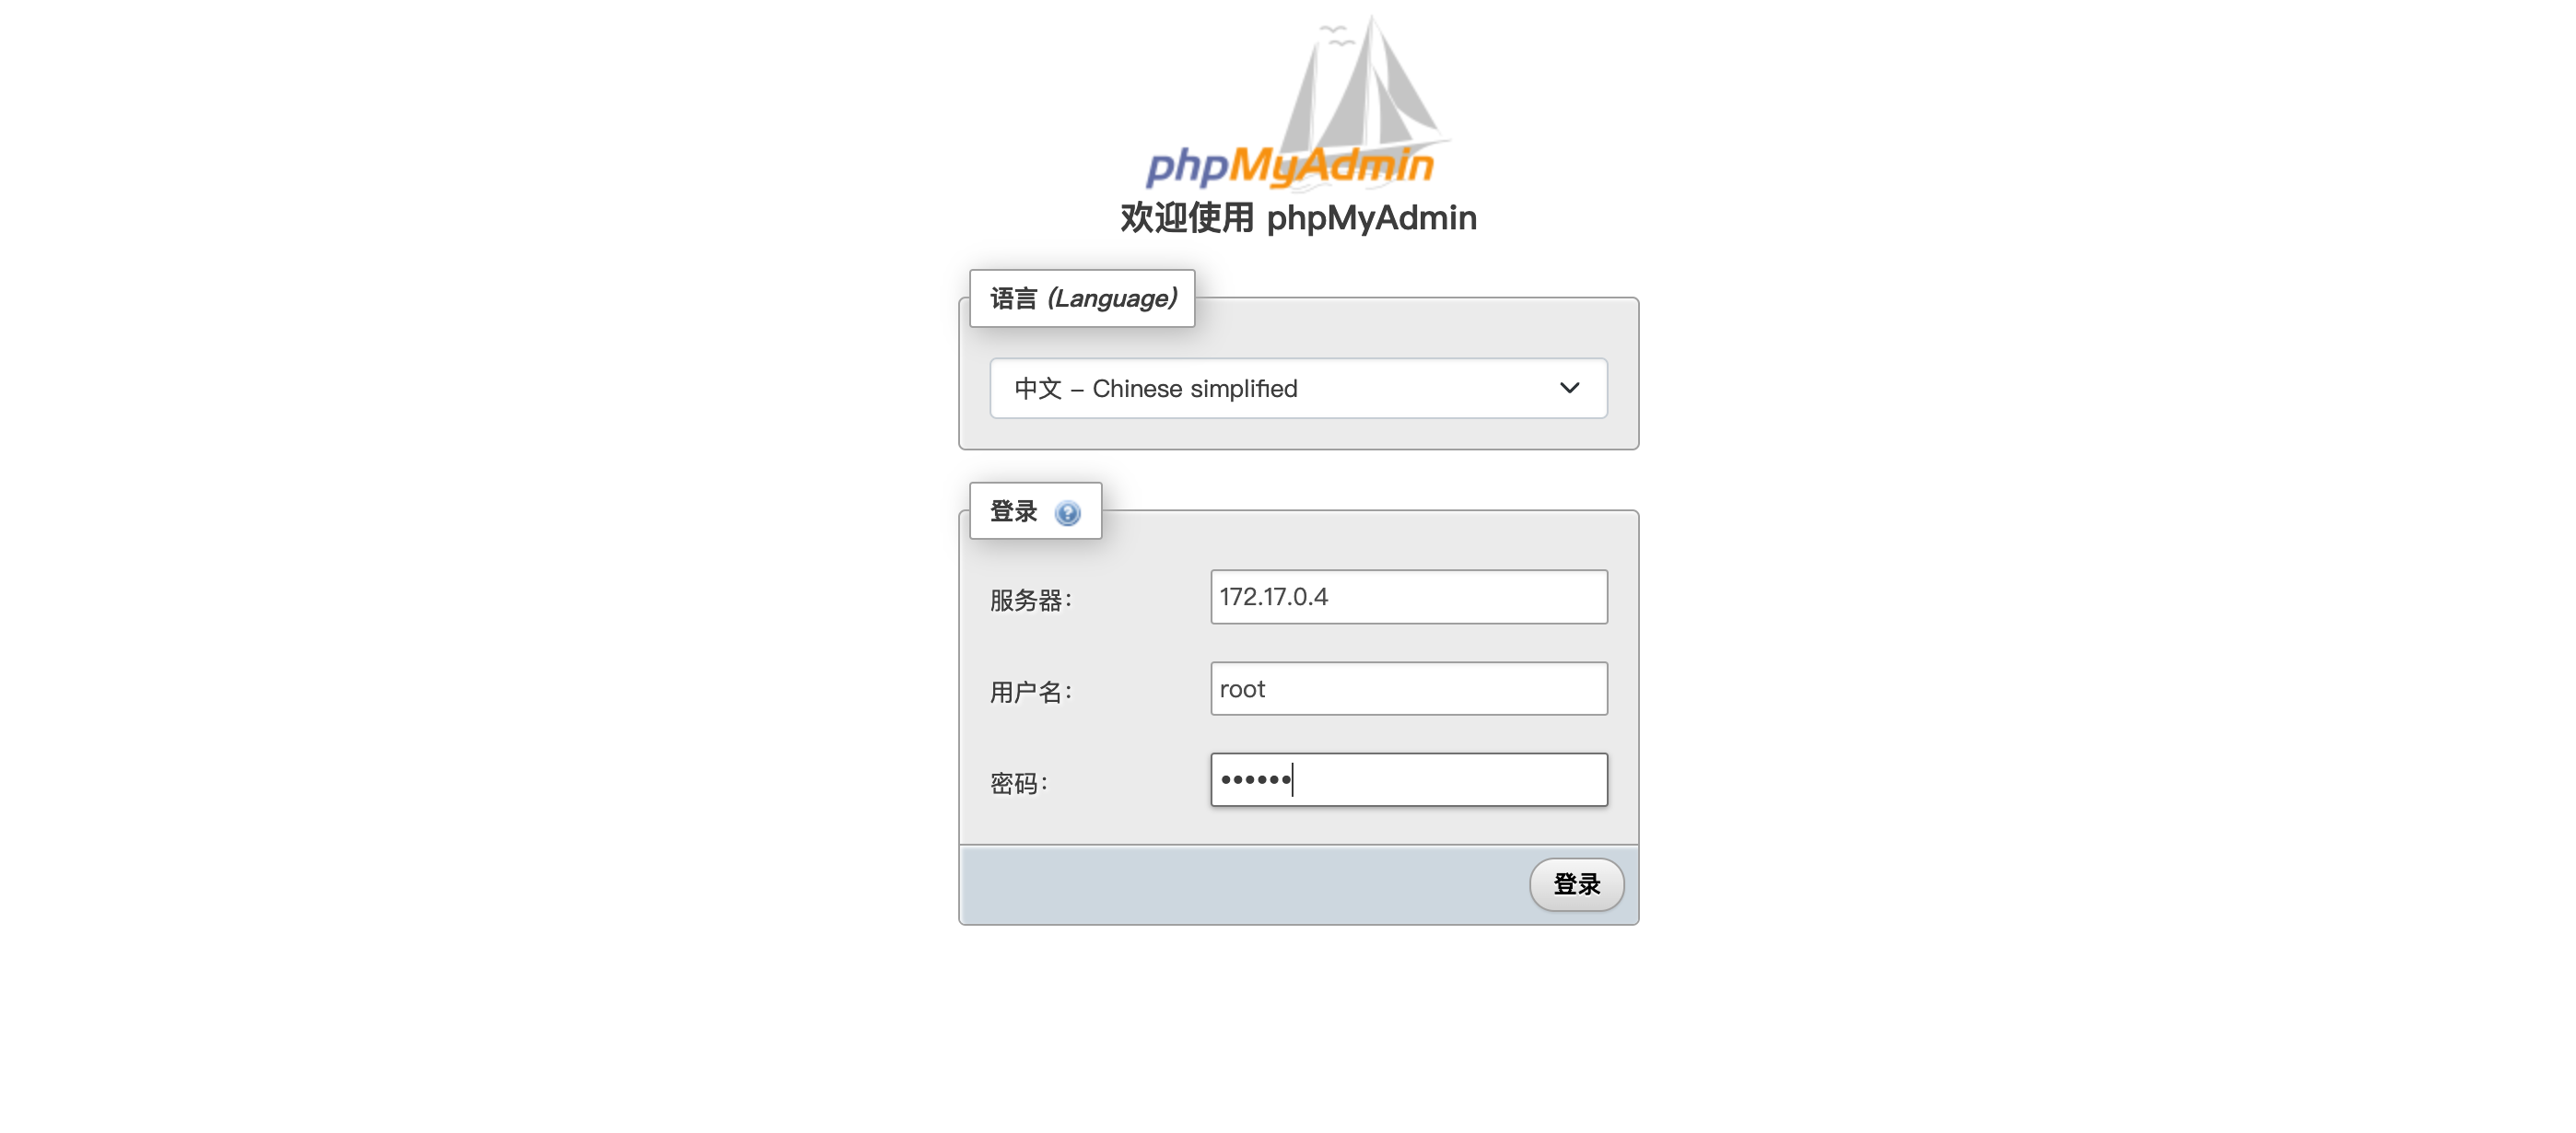 phpMyAdmin
欢迎使用 phpMyAdmin
语言 (Language)
中文 - Chinese simplified
登录
服务器：
172.17.0.4
用户名：
root
密码：
••••••
登录